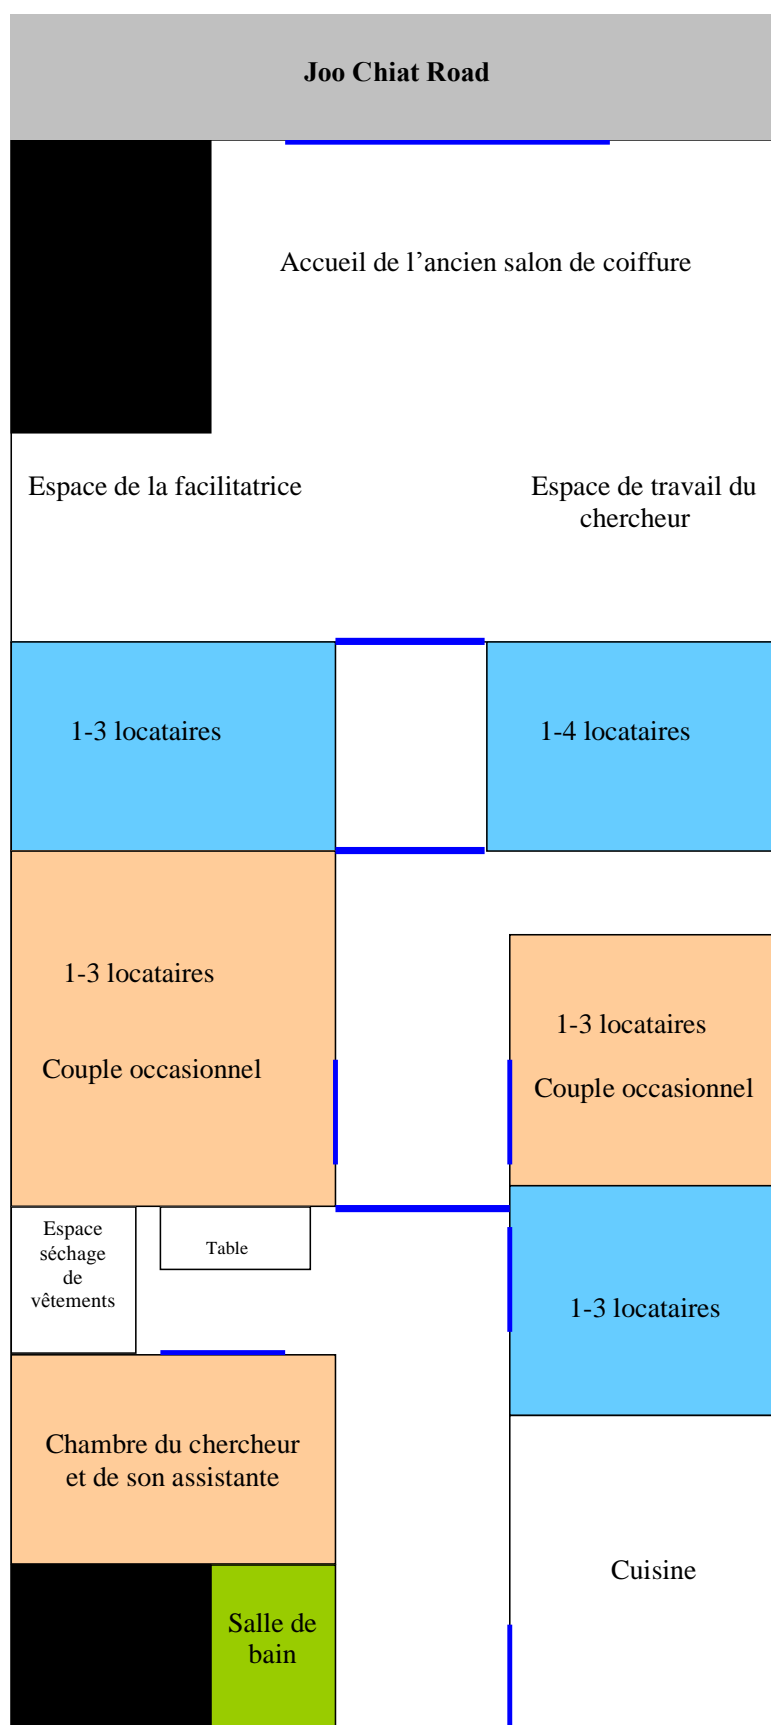 Joo Chiat Road
Accueil de l’ancien salon de coiffure
Espace de la facilitatrice
Espace de travail du
chercheur
1-3 locataires
1-4 locataires
1-3 locataires
Couple occasionnel
1-3 locataires
Couple occasionnel
Espace
séchage
de
vêtements
Table
1-3 locataires
Chambre du chercheur
et de son assistante
Cuisine
Salle de
bain